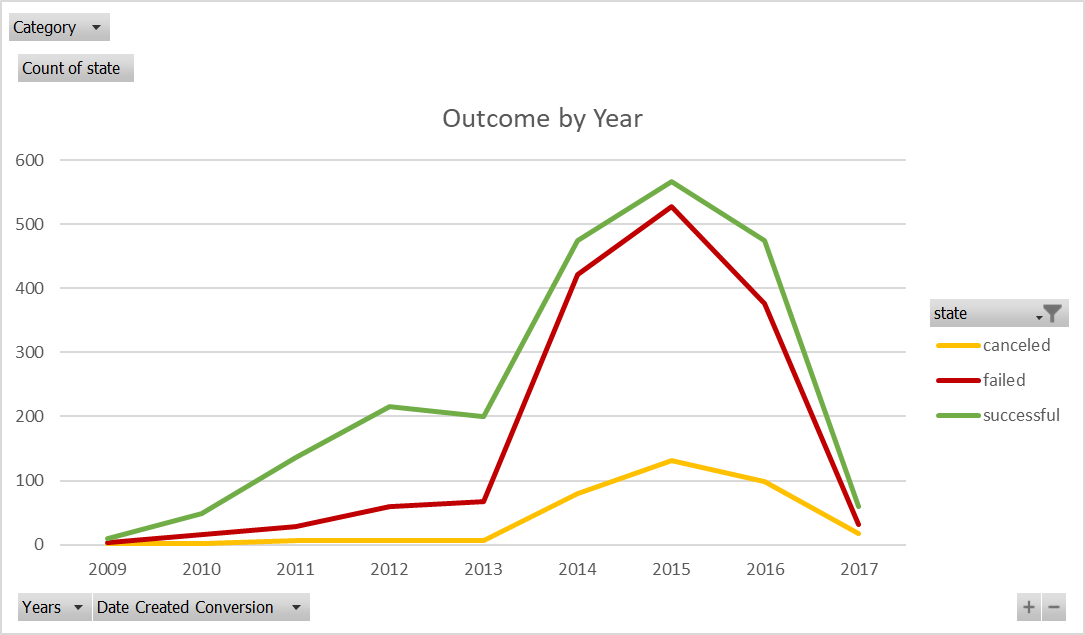 Category
Count of state
Outcome by Year
600
500
400
300
200
100
0
2009 2010 2011 2012 2013 2014 2015 2016 2017
state
canceled
failed
successful
Years Date Created Conversion
+ −